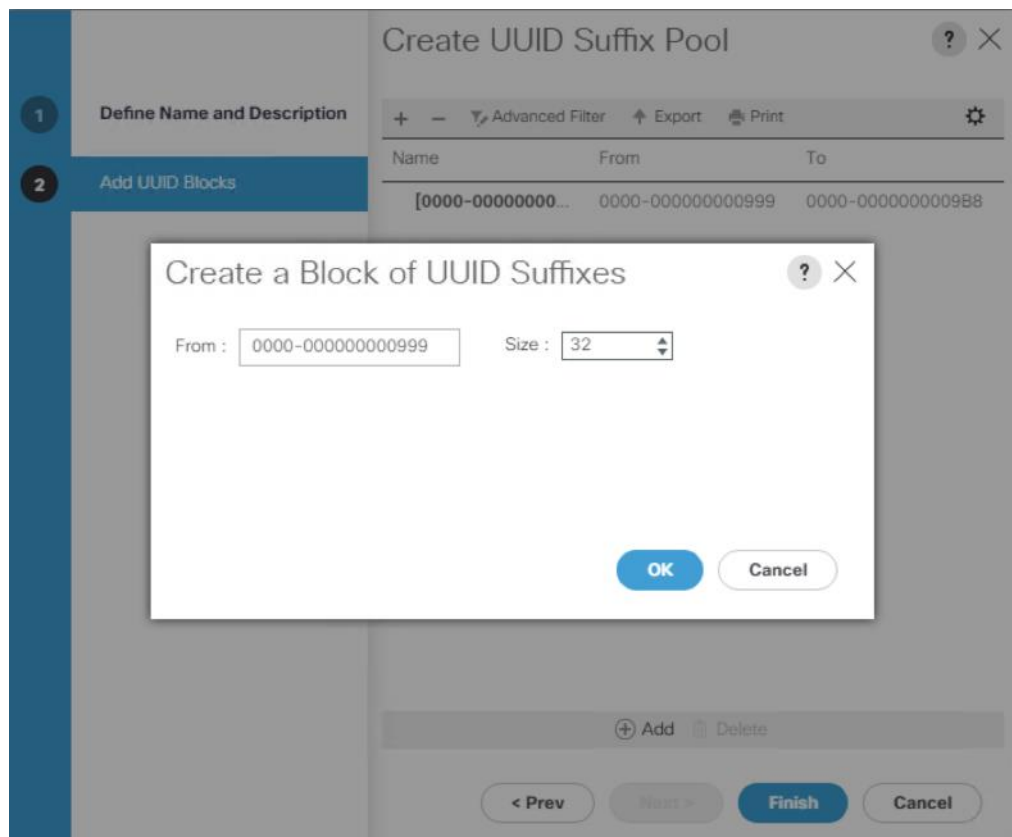 Create UUID Suffix Pool ?
1 Define Name and Description
+ − Advanced Filter Export Print
Name From To
2 Add UUID Blocks
[0000-00000000... 0000-000000000999 0000-0000000009B8
Create a Block of UUID Suffixes ?
From : 0000-000000000999 Size : 32
OK Cancel
Add Delete
< Prev Next > Finish Cancel